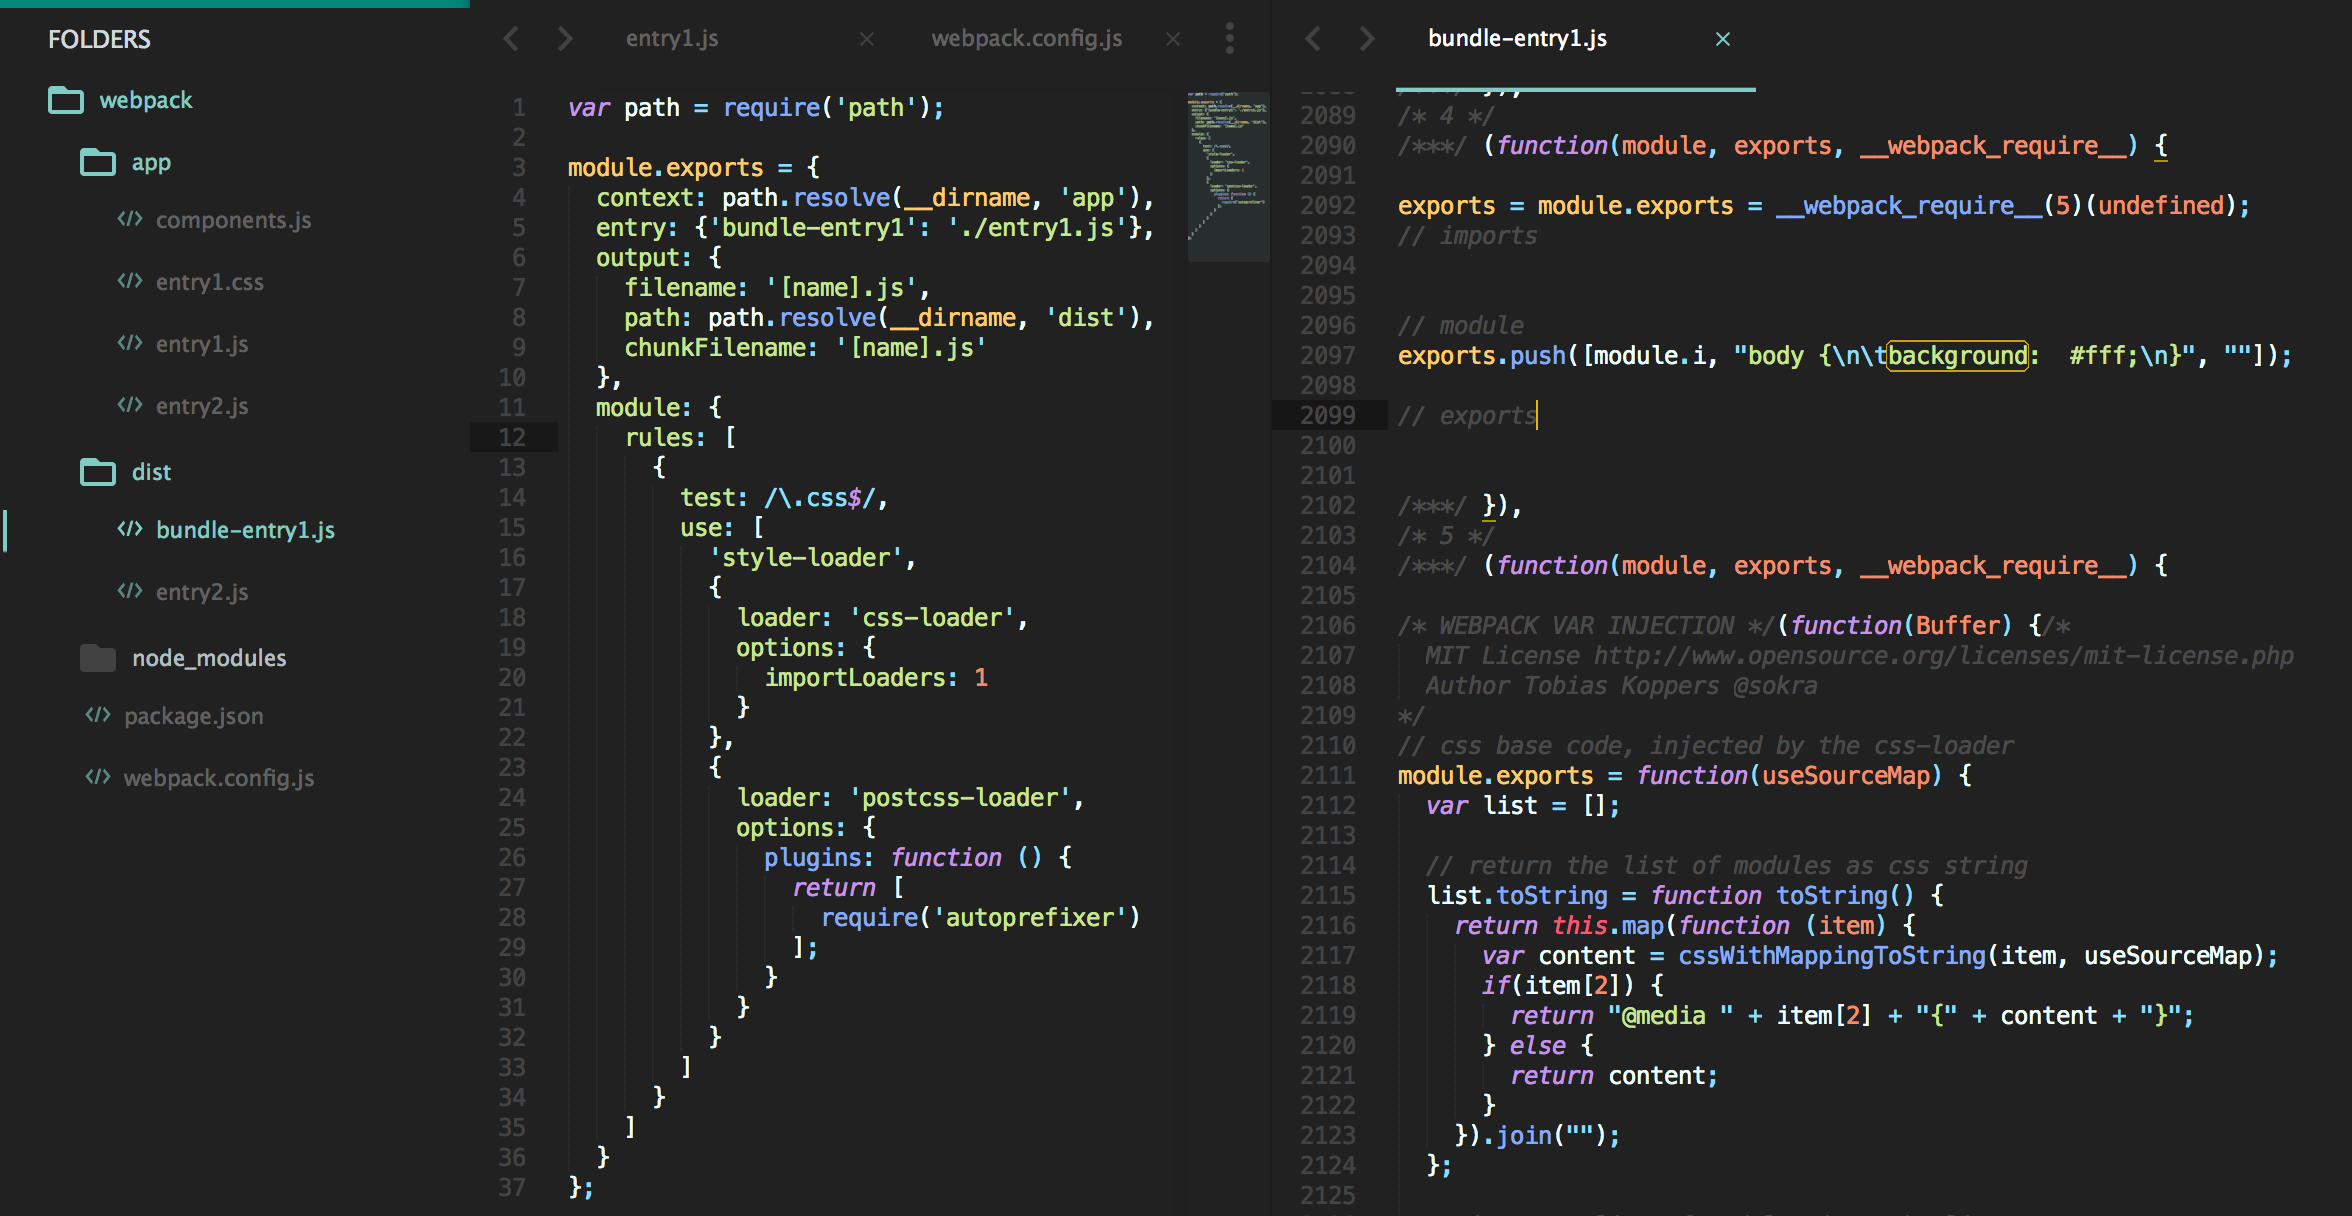 FOLDERS
webpack
app
components.js
entry1.css
entry1.js
entry2.js
dist
bundle-entry1.js
entry2.js
node_modules
package.json
webpack.config.js
entry1.js
webpack.config.js
1 var path = require('path');
2
3 module.exports = {
4 context: path.resolve(__dirname, 'app'),
5 entry: {'bundle-entry1': './entry1.js'},
6 output: {
7 filename: '[name].js',
8 path: path.resolve(__dirname, 'dist'),
9 chunkFilename: '[name].js'
10 },
11 module: {
12 rules: [
13 {
14 test: /\.css$/,
15 use: [
16 'style-loader',
17 {
18 loader: 'css-loader',
19 options: {
20 importLoaders: 1
21 }
22 },
23 {
24 loader: 'postcss-loader',
25 options: {
26 plugins: function () {
27 return [
28 require('autoprefixer')
29 ];
30 }
31 }
32 }
33 ]
34 }
35 ]
36 }
37 };
bundle-entry1.js
2089 /* 4 */
2090 /***/ (function(module, exports, __webpack_require__) {
2091
2092 exports = module.exports = __webpack_require__(5)(undefined);
2093 // imports
2094
2095
2096 // module
2097 exports.push([module.i, "body {\n\tbackground:  #fff;\n}", ""]);
2098
2099 // exports
2100
2101
2102 /***/ }),
2103 /* 5 */
2104 /***/ (function(module, exports, __webpack_require__) {
2105
2106 /* WEBPACK VAR INJECTION */(function(Buffer) {/*
2107 MIT License http://www.opensource.org/licenses/mit-license.php
2108 Author Tobias Koppers @sokra
2109 */
2110 // css base code, injected by the css-loader
2111 module.exports = function(useSourceMap) {
2112 var list = [];
2113
2114 // return the list of modules as css string
2115 list.toString = function toString() {
2116 return this.map(function (item) {
2117 var content = cssWithMappingToString(item, useSourceMap);
2118 if(item[2]) {
2119 return "@media " + item[2] + "{" + content + "}";
2120 } else {
2121 return content;
2122 }
2123 }).join("");
2124 };
2125